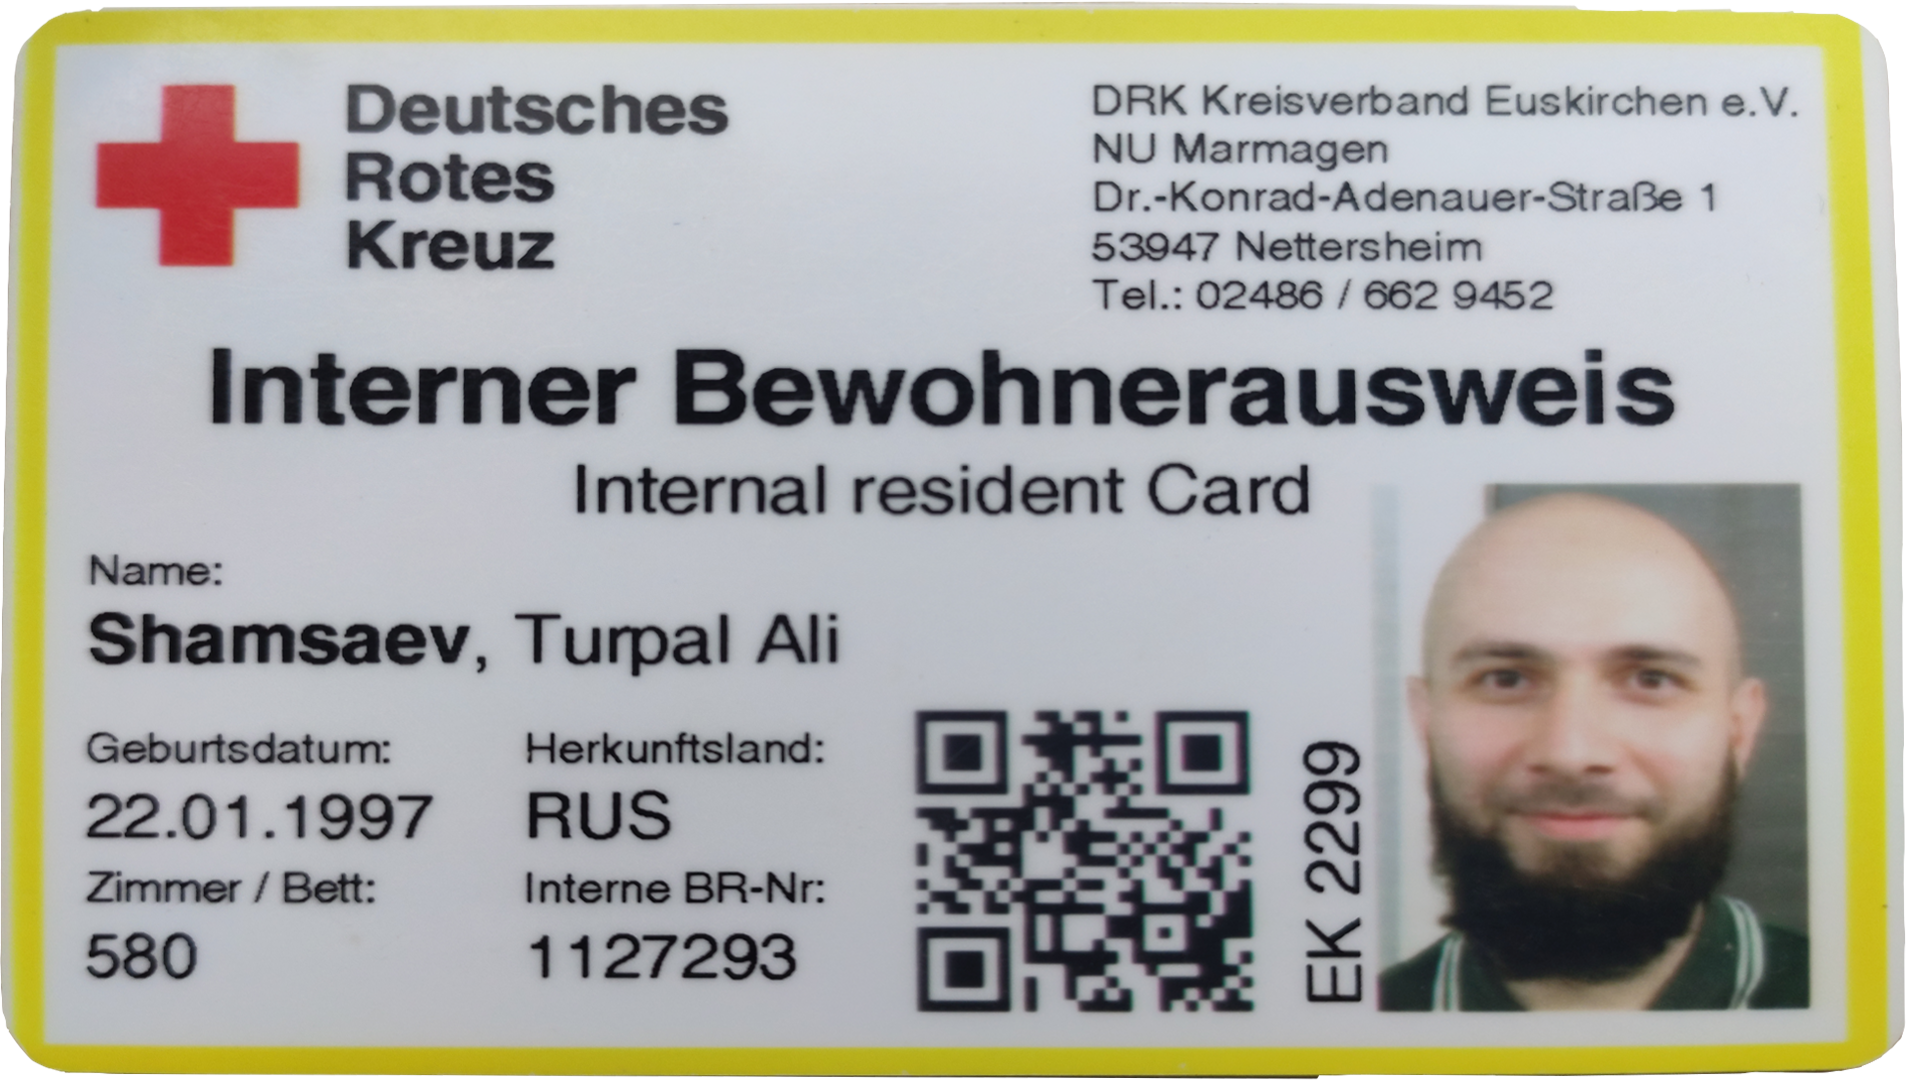 Deutsches
Rotes
Kreuz
DRK Kreisverband Euskirchen e.V.
NU Marmagen
Dr.-Konrad-Adenauer-Straße 1
53947 Nettersheim
Tel.: 02486 / 662 9452
Interner Bewohnerausweis
Internal resident Card
Name:
Shamsaev, Turpal Ali
Geburtsdatum:
22.01.1997
Herkunftsland:
RUS
Zimmer / Bett:
580
Interne BR-Nr:
1127293
EK 2299